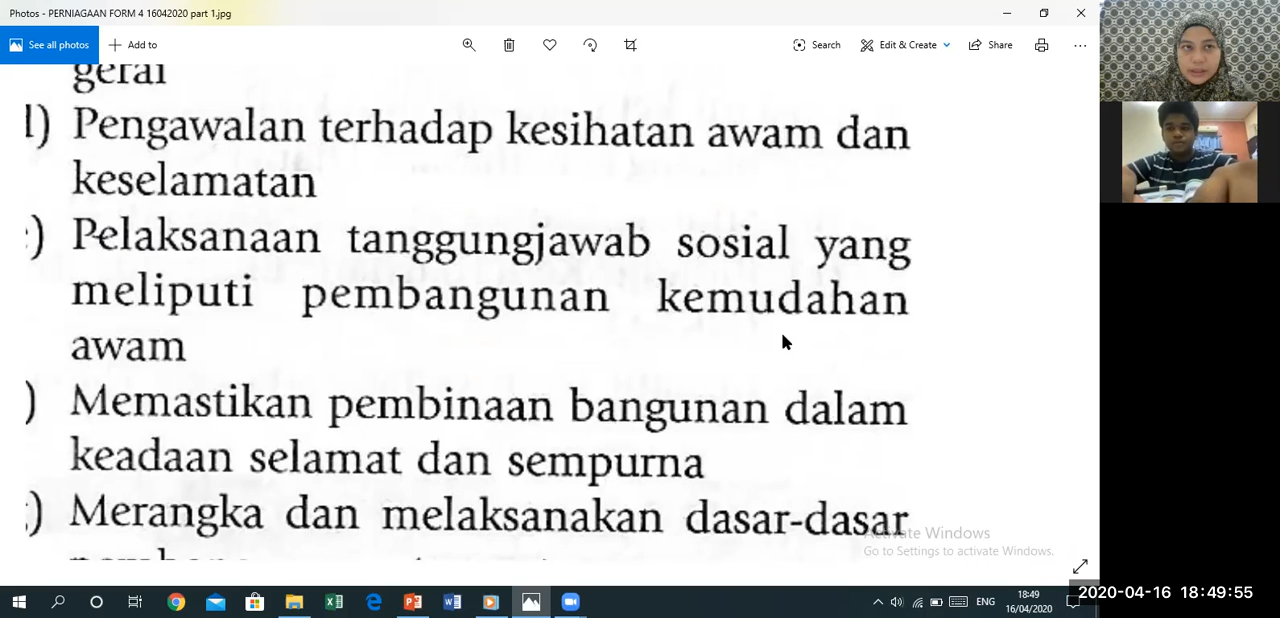 Photos - PERNIAGAAN FORM 4 16042020 part 1.jpg
See all photos
Add to
Search
Edit & Create
Share
gerai
Pengawalan terhadap kesihatan awam dan
keselamatan
Pelaksanaan tanggungjawab sosial yang
meliputi pembangunan kemudahan
awam
Memastikan pembinaan bangunan dalam
keadaan selamat dan sempurna
Merangka dan melaksanakan dasar-dasar
Activate Windows
Go to Settings to activate Windows.
ENG
18:49
16/04/2020
2020-04-16 18:49:55